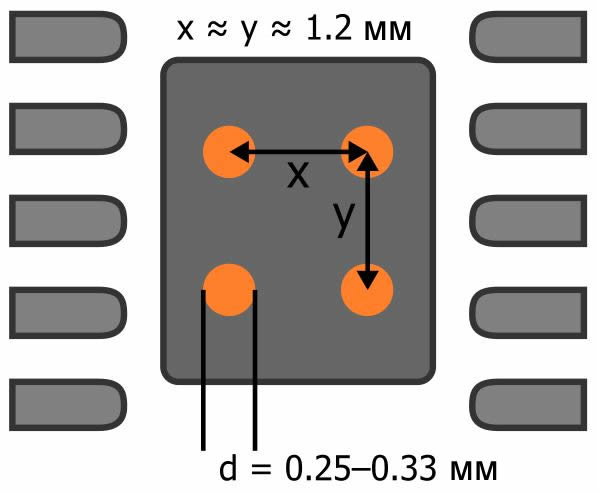 x ≈ y ≈ 1.2 мм
x
y
d = 0.25–0.33 мм